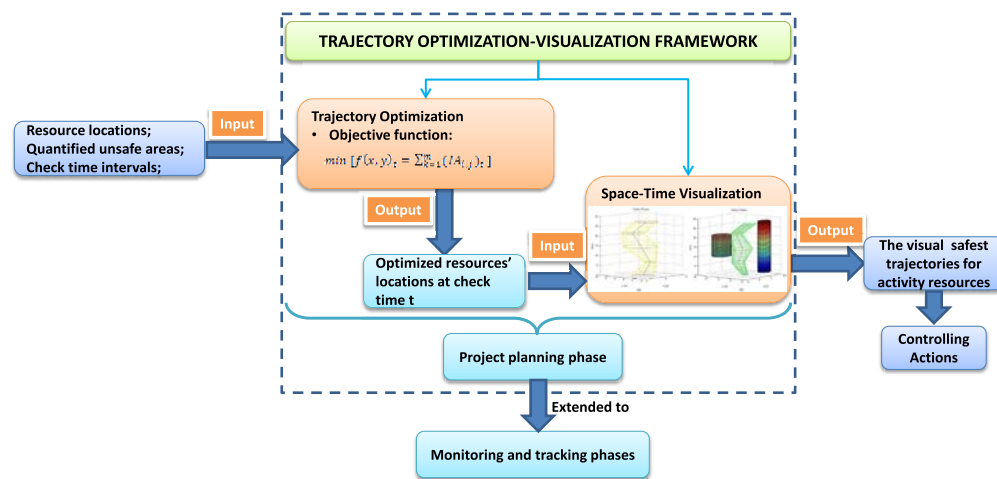 TRAJECTORY OPTIMIZATION-VISUALIZATION FRAMEWORK
Input
Resource locations;
Quantified unsafe areas;
Check time intervals;
Trajectory Optimization
• Objective function:
Output
Optimized resources'
locations at check
time t
Input
Space-Time Visualization
Output
The visual safest
trajectories for
activity resources
Controlling
Actions
Project planning phase
Extended to
Monitoring and tracking phases